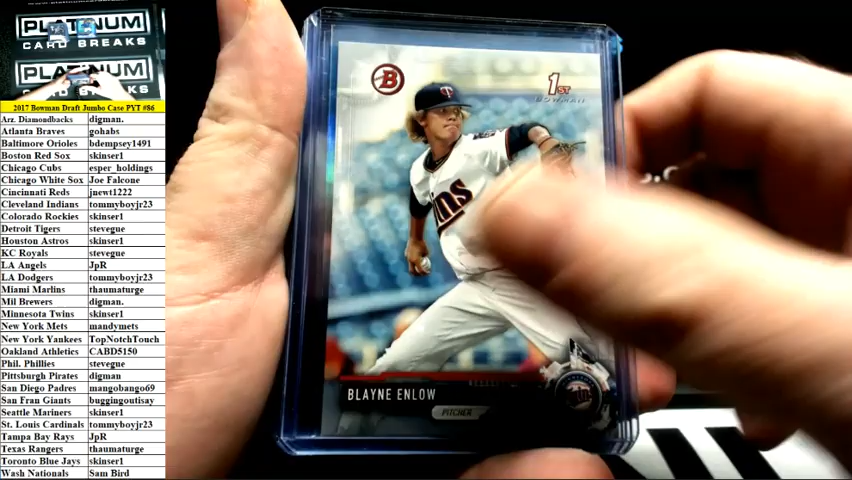 PLATINUM
CARD BREAKS
PLATINUM
CARD BREAKS
2017 Bowman Draft Jumbo Case PYT #86
Arz. Diamondbacks digman.
Atlanta Braves gohabs
Baltimore Orioles bdempsey1491
Boston Red Sox skinser1
Chicago Cubs esper_holdings
Chicago White Sox Joe Falcone
Cincinnati Reds jnewt1222
Cleveland Indians tommyboyjr23
Colorado Rockies skinser1
Detroit Tigers stevegue
Houston Astros skinser1
KC Royals stevegue
LA Angels JpR
LA Dodgers tommyboyjr23
Miami Marlins thaumaturge
Mil Brewers digman.
Minnesota Twins skinser1
New York Mets mandymets
New York Yankees TopNotchTouch
Oakland Athletics CABD5150
Phil. Phillies stevegue
Pittsburgh Pirates digman
San Diego Padres mangobango69
San Fran Giants buggingoutisay
Seattle Mariners skinser1
St. Louis Cardinals tommyboyjr23
Tampa Bay Rays JpR
Texas Rangers thaumaturge
Toronto Blue Jays skinser1
Wash Nationals Sam Bird
B
1ST
BOWMAN
BLAYNE ENLOW
PITCHER